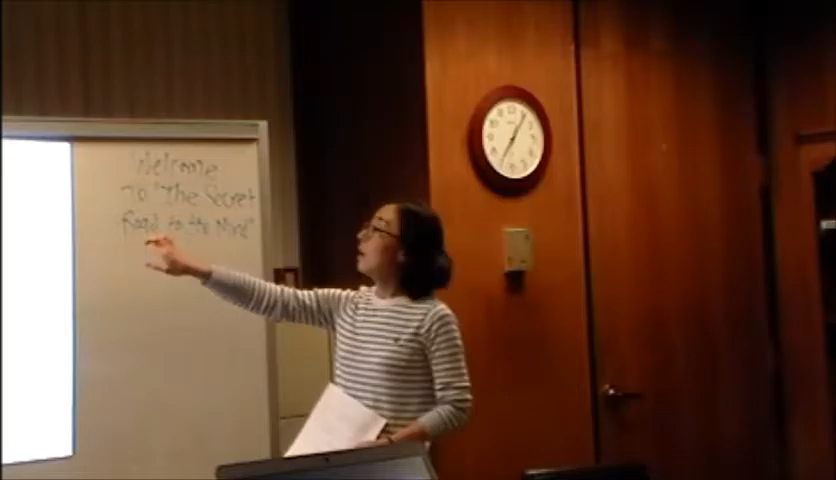 Welcome
To "The Secret
Road to the Mind"